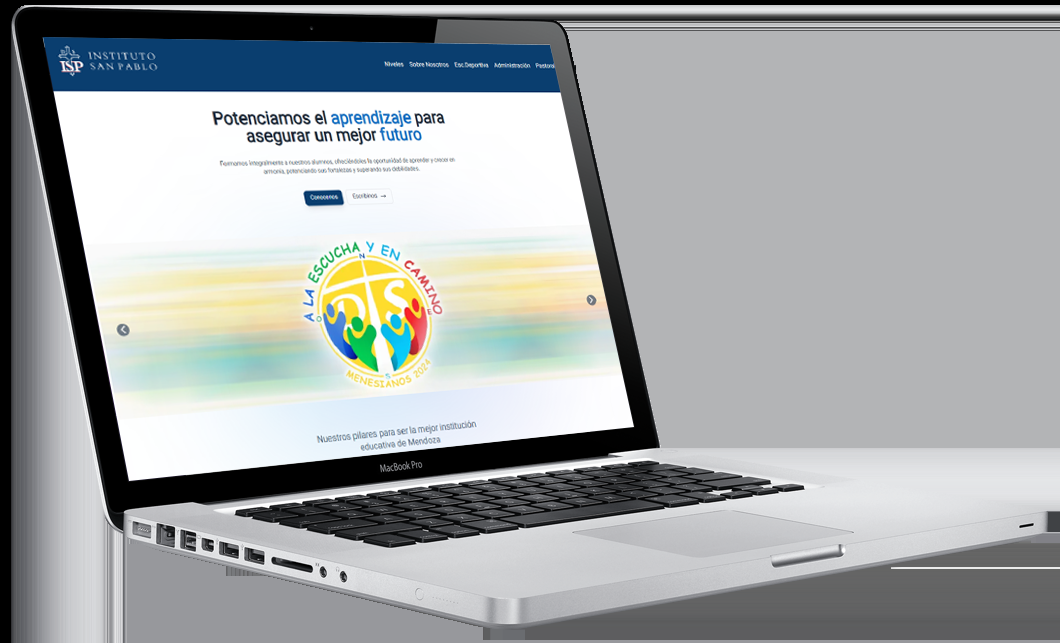 INSTITUTO
SAN PABLO
ISP
Niveles Sobre Nosotros Esc.Deportiva Administración Pastoral
Potenciamos el aprendizaje para
asegurar un mejor futuro
Formamos integralmente a nuestros alumnos, ofreciéndoles la oportunidad de aprender y crecer en
armonía, potenciando sus fortalezas y superando sus debilidades.
Conocenos Escribinos →
A LA ESCUCHA Y EN CAMINO
N
D T S
O E
S
MENESIANOS 2024
Nuestros pilares para ser la mejor institución
educativa de Mendoza
MacBook Pro